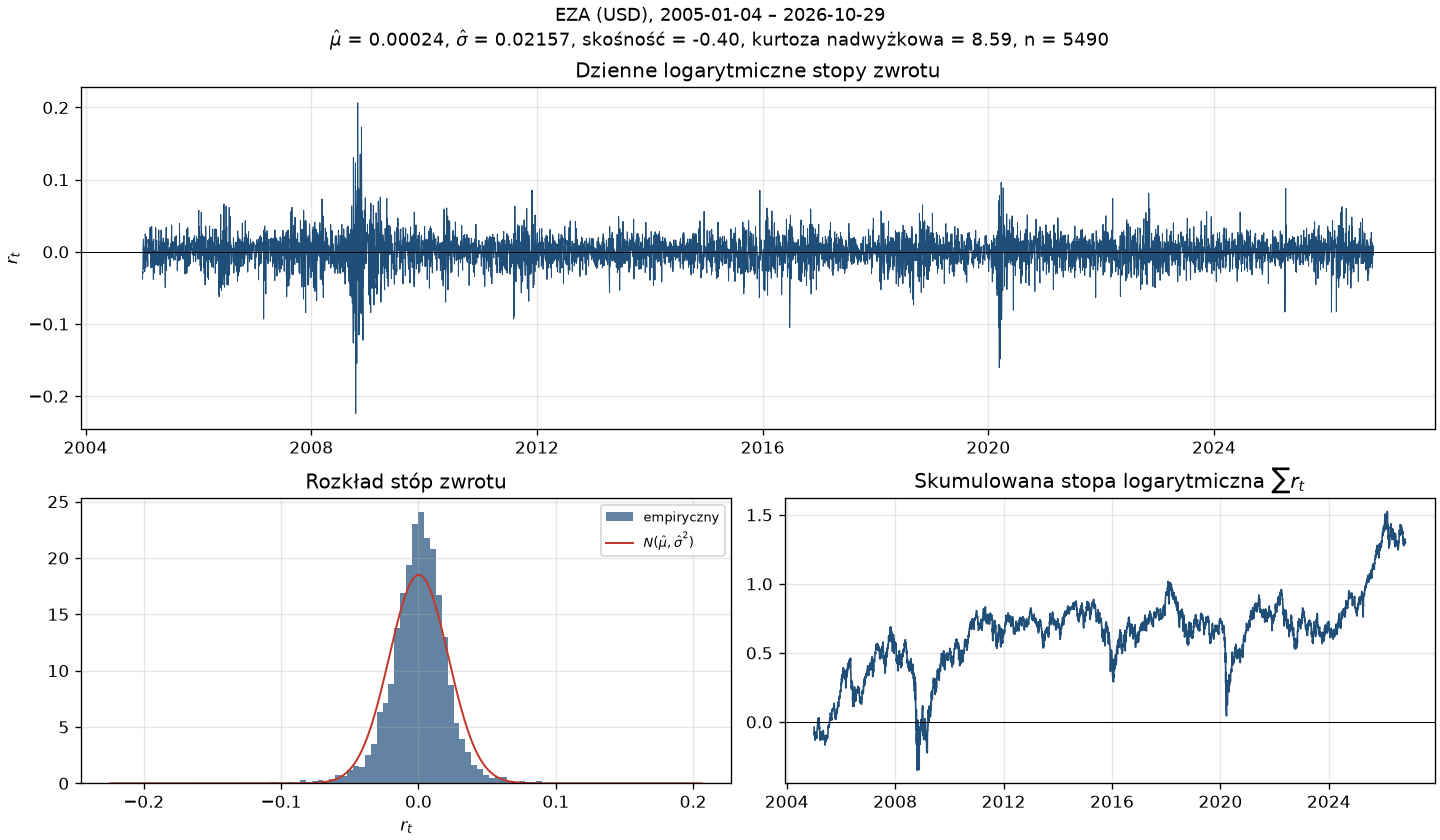 EZA (USD), 2005-01-04 – 2026-10-29
μ̂ = 0.00024, σ̂ = 0.02157, skośność = -0.40, kurtoza nadwyżkowa = 8.59, n = 5490
Dzienne logarytmiczne stopy zwrotu
0.2
0.1
0.0
−0.1
−0.2
r_t
2004 2008 2012 2016 2020 2024
Rozkład stóp zwrotu
25
20
15
10
5
0
empiryczny
N(μ̂, σ̂²)
−0.2 −0.1 0.0 0.1 0.2
r_t
Skumulowana stopa logarytmiczna ∑r_t
1.5
1.0
0.5
0.0
2004 2008 2012 2016 2020 2024